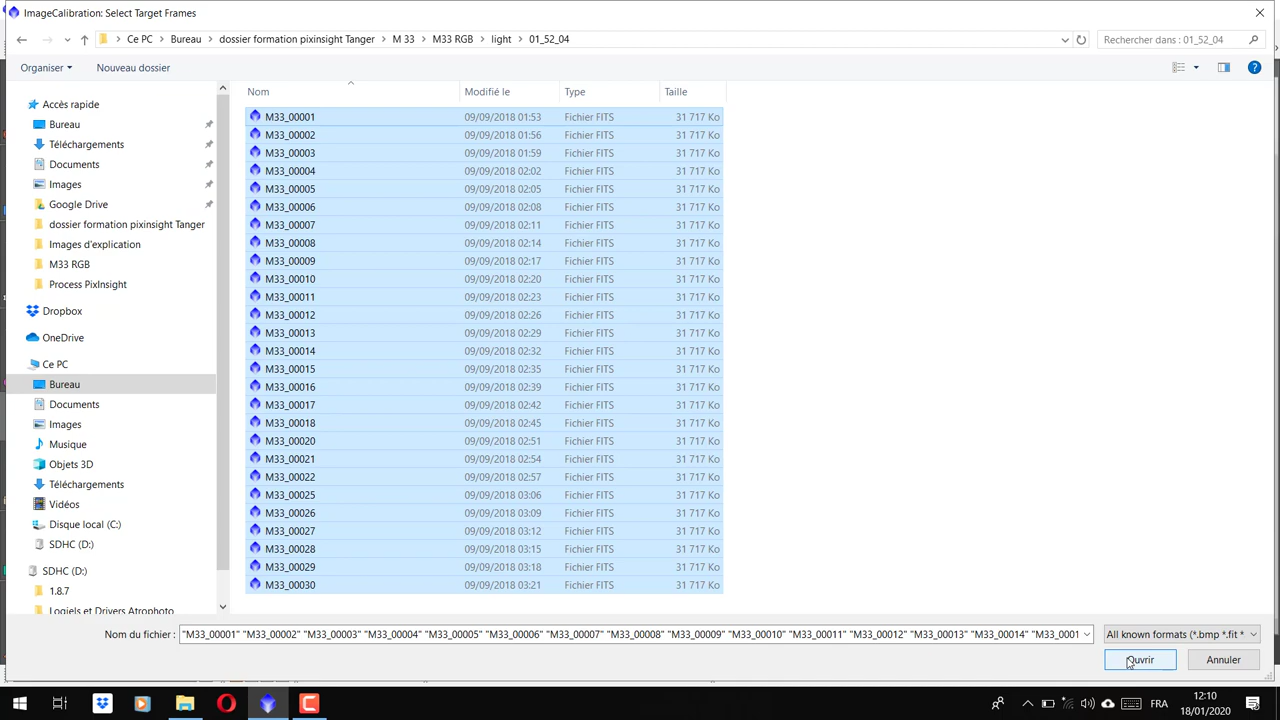 ImageCalibration: Select Target Frames
Ce PC > Bureau > dossier formation pixinsight Tanger > M 33 > M33 RGB > light > 01_52_04
Rechercher dans : 01_52_04
Organiser
Nouveau dossier
Nom Modifié le Type Taille
Accès rapide
Bureau
Téléchargements
Documents
Images
Google Drive
dossier formation pixinsight Tanger
Images d'explication
M33 RGB
Process PixInsight
Dropbox
OneDrive
Ce PC
Bureau
Documents
Images
Musique
Objets 3D
Téléchargements
Vidéos
Disque local (C:)
SDHC (D:)
SDHC (D:)
1.8.7
Logiels et Drivers Atrophoto
M33_00001 09/09/2018 01:53 Fichier FITS 31 717 Ko
M33_00002 09/09/2018 01:56 Fichier FITS 31 717 Ko
M33_00003 09/09/2018 01:59 Fichier FITS 31 717 Ko
M33_00004 09/09/2018 02:02 Fichier FITS 31 717 Ko
M33_00005 09/09/2018 02:05 Fichier FITS 31 717 Ko
M33_00006 09/09/2018 02:08 Fichier FITS 31 717 Ko
M33_00007 09/09/2018 02:11 Fichier FITS 31 717 Ko
M33_00008 09/09/2018 02:14 Fichier FITS 31 717 Ko
M33_00009 09/09/2018 02:17 Fichier FITS 31 717 Ko
M33_00010 09/09/2018 02:20 Fichier FITS 31 717 Ko
M33_00011 09/09/2018 02:23 Fichier FITS 31 717 Ko
M33_00012 09/09/2018 02:26 Fichier FITS 31 717 Ko
M33_00013 09/09/2018 02:29 Fichier FITS 31 717 Ko
M33_00014 09/09/2018 02:32 Fichier FITS 31 717 Ko
M33_00015 09/09/2018 02:35 Fichier FITS 31 717 Ko
M33_00016 09/09/2018 02:39 Fichier FITS 31 717 Ko
M33_00017 09/09/2018 02:42 Fichier FITS 31 717 Ko
M33_00018 09/09/2018 02:45 Fichier FITS 31 717 Ko
M33_00020 09/09/2018 02:51 Fichier FITS 31 717 Ko
M33_00021 09/09/2018 02:54 Fichier FITS 31 717 Ko
M33_00022 09/09/2018 02:57 Fichier FITS 31 717 Ko
M33_00025 09/09/2018 03:06 Fichier FITS 31 717 Ko
M33_00026 09/09/2018 03:09 Fichier FITS 31 717 Ko
M33_00027 09/09/2018 03:12 Fichier FITS 31 717 Ko
M33_00028 09/09/2018 03:15 Fichier FITS 31 717 Ko
M33_00029 09/09/2018 03:18 Fichier FITS 31 717 Ko
M33_00030 09/09/2018 03:21 Fichier FITS 31 717 Ko
Nom du fichier : "M33_00001" "M33_00002" "M33_00003" "M33_00004" "M33_00005" "M33_00006" "M33_00007" "M33_00008" "M33_00009" "M33_00010" "M33_00011" "M33_00012" "M33_00013" "M33_00014" "M33_0001
All known formats (*.bmp *.fit *
Ouvrir
Annuler
FRA
12:10
18/01/2020